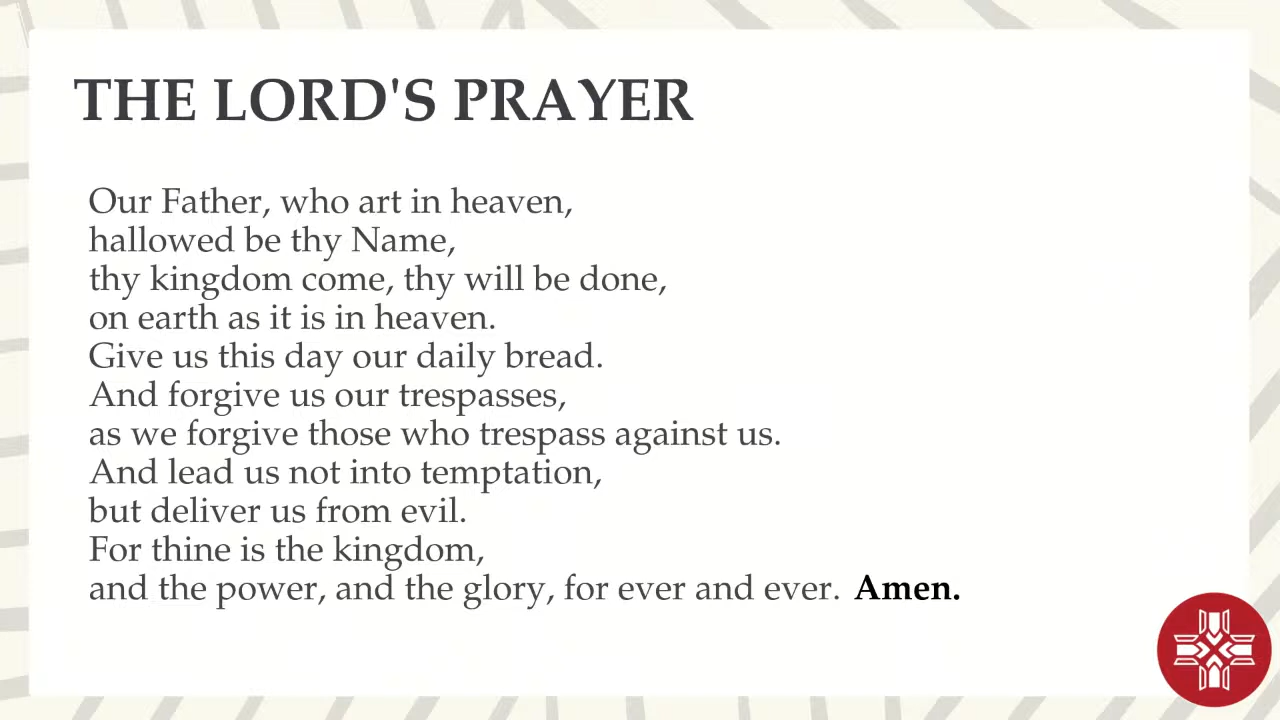 THE LORD'S PRAYER
Our Father, who art in heaven,
hallowed be thy Name,
thy kingdom come, thy will be done,
on earth as it is in heaven.
Give us this day our daily bread.
And forgive us our trespasses,
as we forgive those who trespass against us.
And lead us not into temptation,
but deliver us from evil.
For thine is the kingdom,
and the power, and the glory, for ever and ever. Amen.